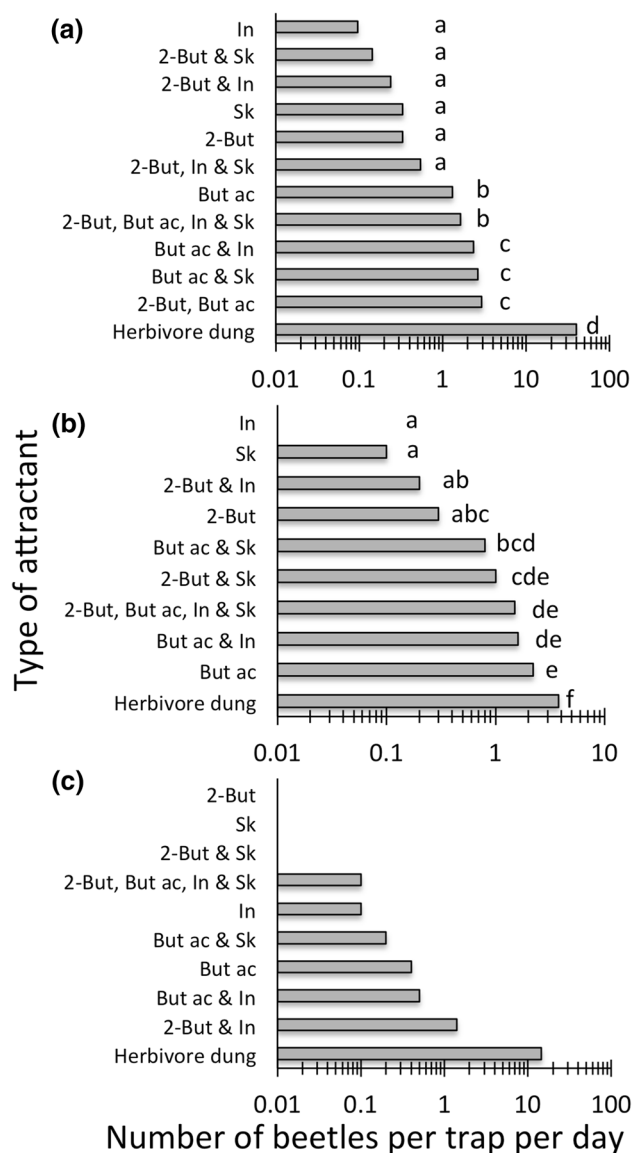 (a)
In a
2-But & Sk a
2-But & In a
Sk a
2-But a
2-But, In & Sk a
But ac b
2-But, But ac, In & Sk b
But ac & In c
But ac & Sk c
2-But, But ac c
Herbivore dung d
0.01 0.1 1 10 100
Type of attractant
(b)
In a
Sk a
2-But & In ab
2-But abc
But ac & Sk bcd
2-But & Sk cde
2-But, But ac, In & Sk de
But ac & In de
But ac e
Herbivore dung f
0.01 0.1 1 10
(c)
2-But
Sk
2-But & Sk
2-But, But ac, In & Sk
In
But ac & Sk
But ac
But ac & In
2-But & In
Herbivore dung
0.01 0.1 1 10 100
Number of beetles per trap per day